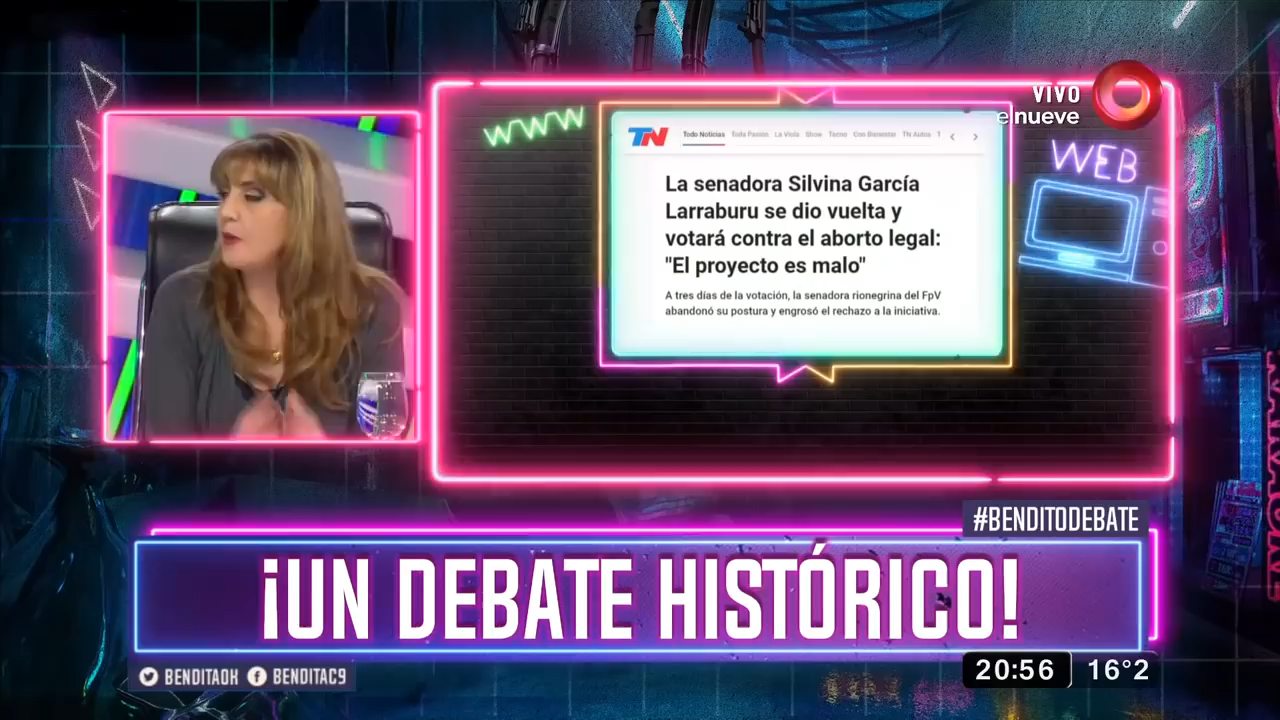 VIVO
elnueve
WWW
WEB
TN
Todo Noticias Toda Pasión La Viola Show Tecno Con Bienestar TN Autos
La senadora Silvina García
Larraburu se dio vuelta y
votará contra el aborto legal:
"El proyecto es malo"
A tres días de la votación, la senadora rionegrina del FpV
abandonó su postura y engrosó el rechazo a la iniciativa.
#BENDITODEBATE
¡UN DEBATE HISTÓRICO!
BENDITAOK BENDITAC9
20:56 16°2